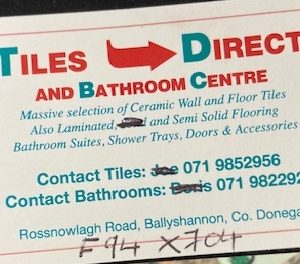 TILES DIRECT
AND BATHROOM CENTRE
Massive selection of Ceramic Wall and Floor Tiles
Also Laminated, and Semi Solid Flooring
Bathroom Suites, Shower Trays, Doors & Accessories
Contact Tiles: Joe 071 9852956
Contact Bathrooms: Doris 071 982292
Rossnowlagh Road, Ballyshannon, Co. Donega
F94 X704